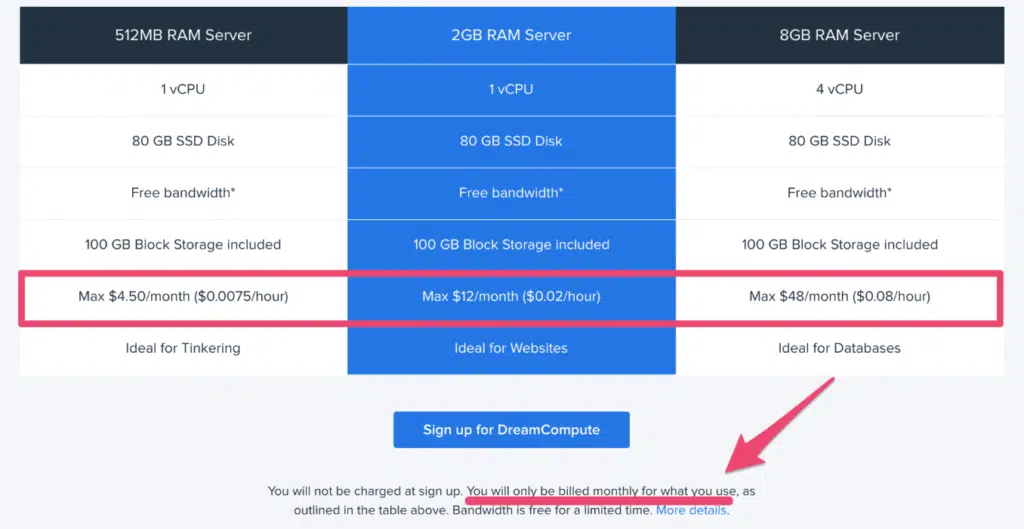 512MB RAM Server 2GB RAM Server 8GB RAM Server
1 vCPU 1 vCPU 4 vCPU
80 GB SSD Disk 80 GB SSD Disk 80 GB SSD Disk
Free bandwidth* Free bandwidth* Free bandwidth*
100 GB Block Storage included 100 GB Block Storage included 100 GB Block Storage included
Max $4.50/month ($0.0075/hour) Max $12/month ($0.02/hour) Max $48/month ($0.08/hour)
Ideal for Tinkering Ideal for Websites Ideal for Databases
Sign up for DreamCompute
You will not be charged at sign up. You will only be billed monthly for what you use, as
outlined in the table above. Bandwidth is free for a limited time. More details.